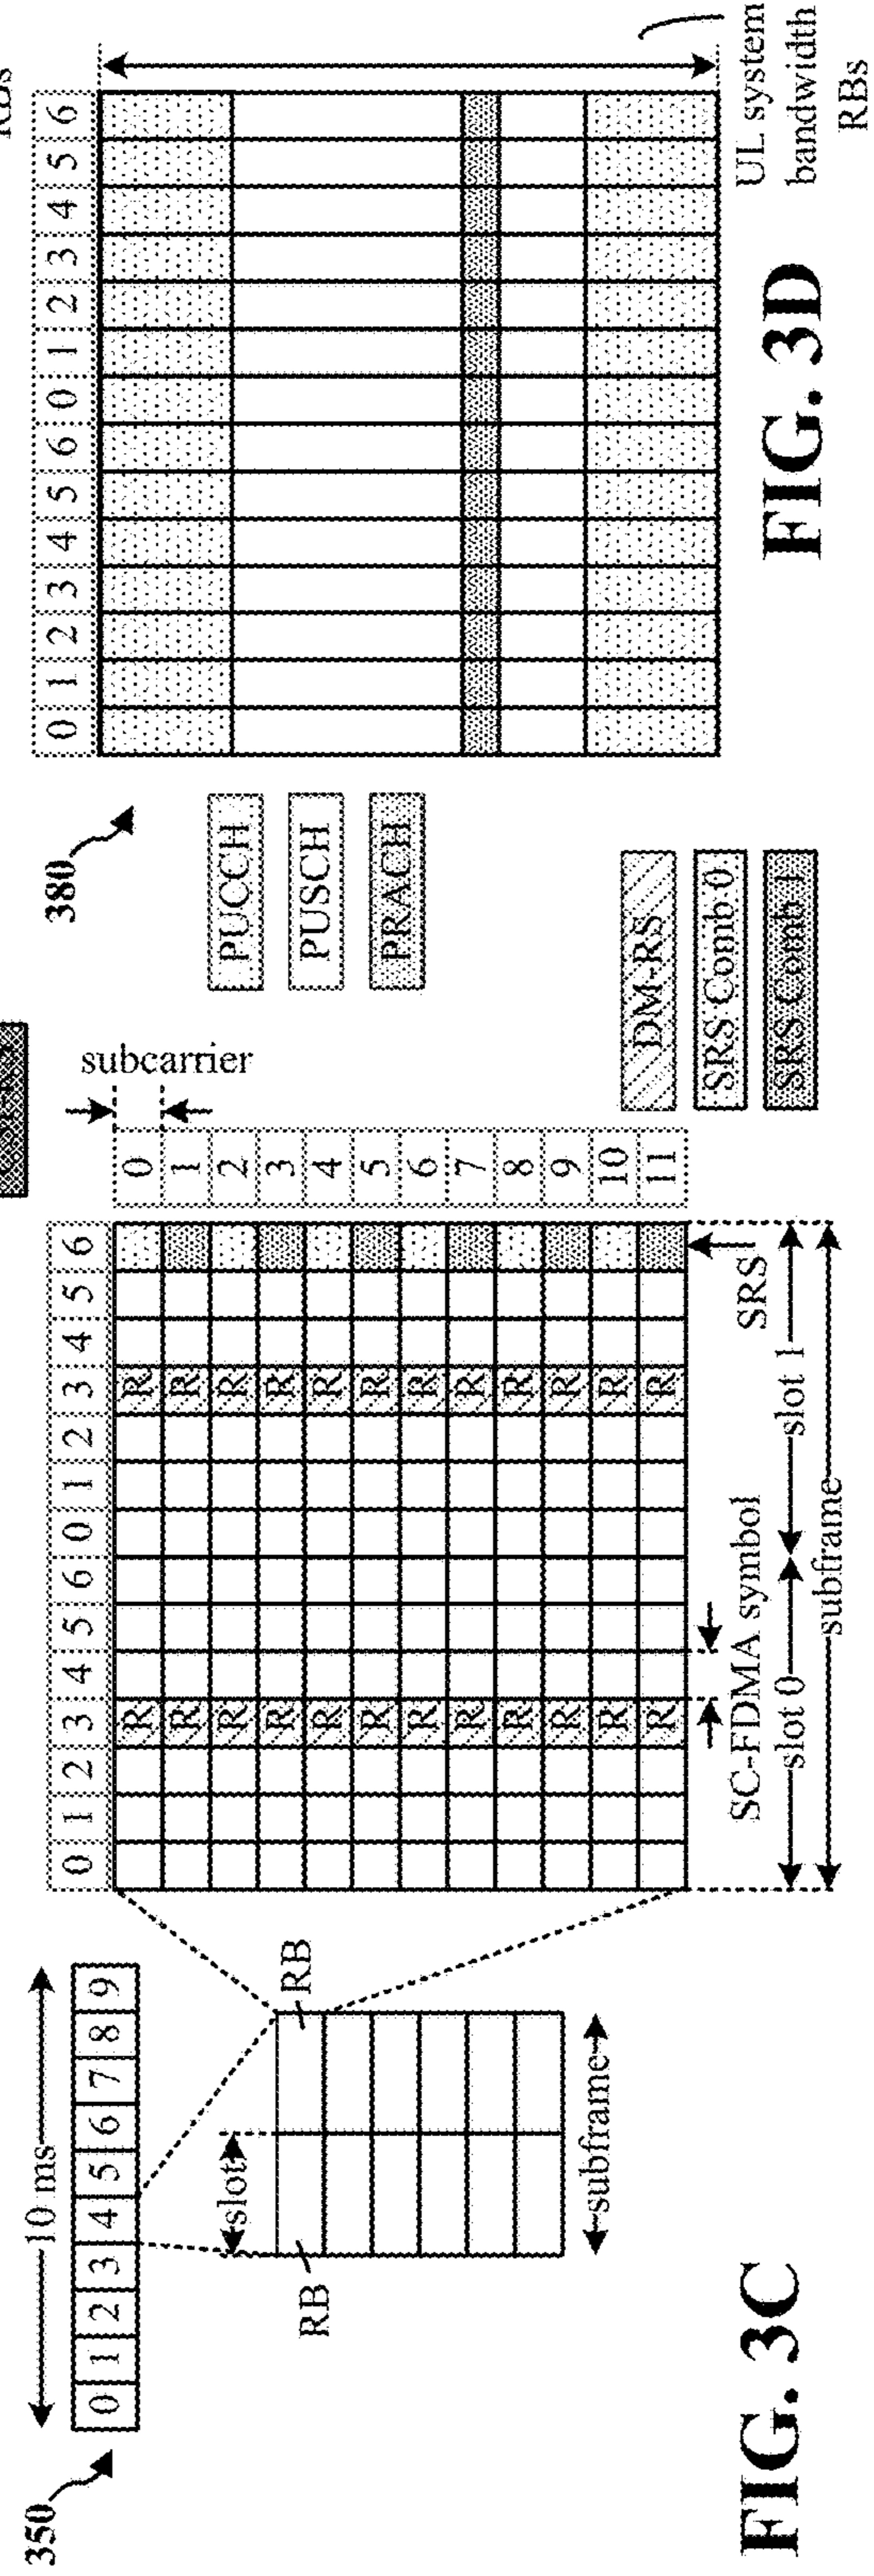 350
10 ms
0 1 2 3 4 5 6 7 8 9
slot
RB
RB
subframe
FIG. 3C
0 1 2 3 4 5 6 0 1 2 3 4 5 6
subcarrier
R R 0
R R 1
R R 2
R R 3
R R 4
R R 5
R R 6
R R 7
R R 8
R R 9
R R 10
R R 11
SC-FDMA symbol
SRS
slot 0
slot 1
subframe
DM-RS
SRS Comb 0
SRS Comb 1
380
PUCCH
PUSCH
PRACH
0 1 2 3 4 5 6 0 1 2 3 4 5 6
UL system
bandwidth
RBs
FIG. 3D
RBs